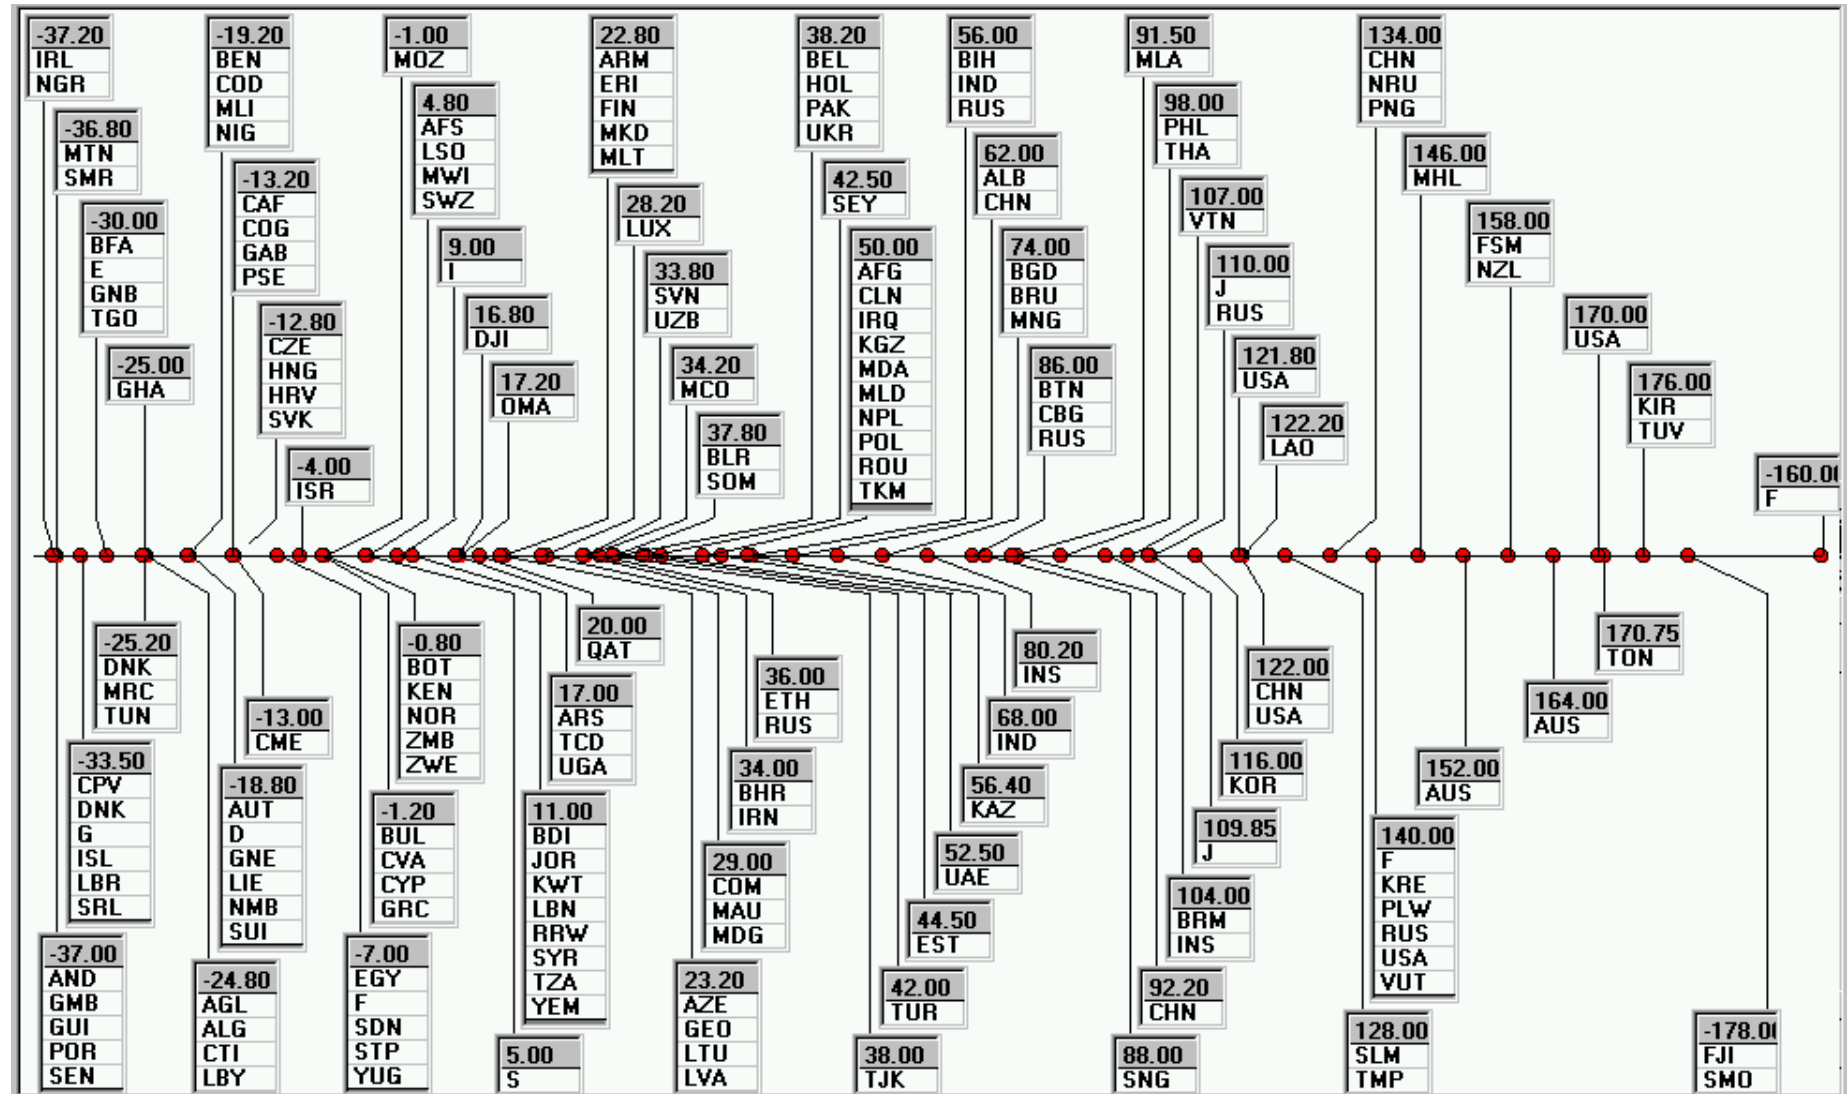 -37.20
IRL
NGR
-36.80
MTN
SMR
-30.00
BFA
E
GNB
TGO
-25.00
GHA
-19.20
BEN
COD
MLI
NIG
-13.20
CAF
COG
GAB
PSE
-12.80
CZE
HNG
HRV
SVK
-4.00
ISR
-1.00
MOZ
4.80
AFS
LSO
MWI
SWZ
9.00
I
16.80
DJI
17.20
OMA
22.80
ARM
ERI
FIN
MKD
MLT
28.20
LUX
33.80
SVN
UZB
34.20
MCO
37.80
BLR
SOM
38.20
BEL
HOL
PAK
UKR
42.50
SEY
50.00
AFG
CLN
IRQ
KGZ
MDA
MLD
NPL
POL
ROU
TKM
56.00
BIH
IND
RUS
62.00
ALB
CHN
74.00
BGD
BRU
MNG
86.00
BTN
CBG
RUS
91.50
MLA
98.00
PHL
THA
107.00
VTN
110.00
J
RUS
121.80
USA
122.20
LAO
134.00
CHN
NRU
PNG
146.00
MHL
158.00
FSM
NZL
170.00
USA
176.00
KIR
TUV
-160.00
F
-37.00
AND
GMB
GUI
POR
SEN
-33.50
CPV
DNK
G
ISL
LBR
SRL
-25.20
DNK
MRC
TUN
-24.80
AGL
ALG
CTI
LBY
-18.80
AUT
D
GNE
LIE
NMB
SUI
-13.00
CME
-7.00
EGY
F
SDN
STP
YUG
-1.20
BUL
CVA
CYP
GRC
-0.80
BOT
KEN
NOR
ZMB
ZWE
5.00
S
11.00
BDI
JOR
KWT
LBN
RRW
SYR
TZA
YEM
17.00
ARS
TCD
UGA
20.00
QAT
23.20
AZE
GEO
LTU
LVA
29.00
COM
MAU
MDG
34.00
BHR
IRN
36.00
ETH
RUS
38.00
TJK
42.00
TUR
44.50
EST
52.50
UAE
56.40
KAZ
68.00
IND
80.20
INS
88.00
SNG
92.20
CHN
104.00
BRM
INS
109.85
J
116.00
KOR
122.00
CHN
USA
128.00
SLM
TMP
140.00
F
KRE
PLW
RUS
USA
VUT
152.00
AUS
164.00
AUS
170.75
TON
-178.00
FJI
SMO